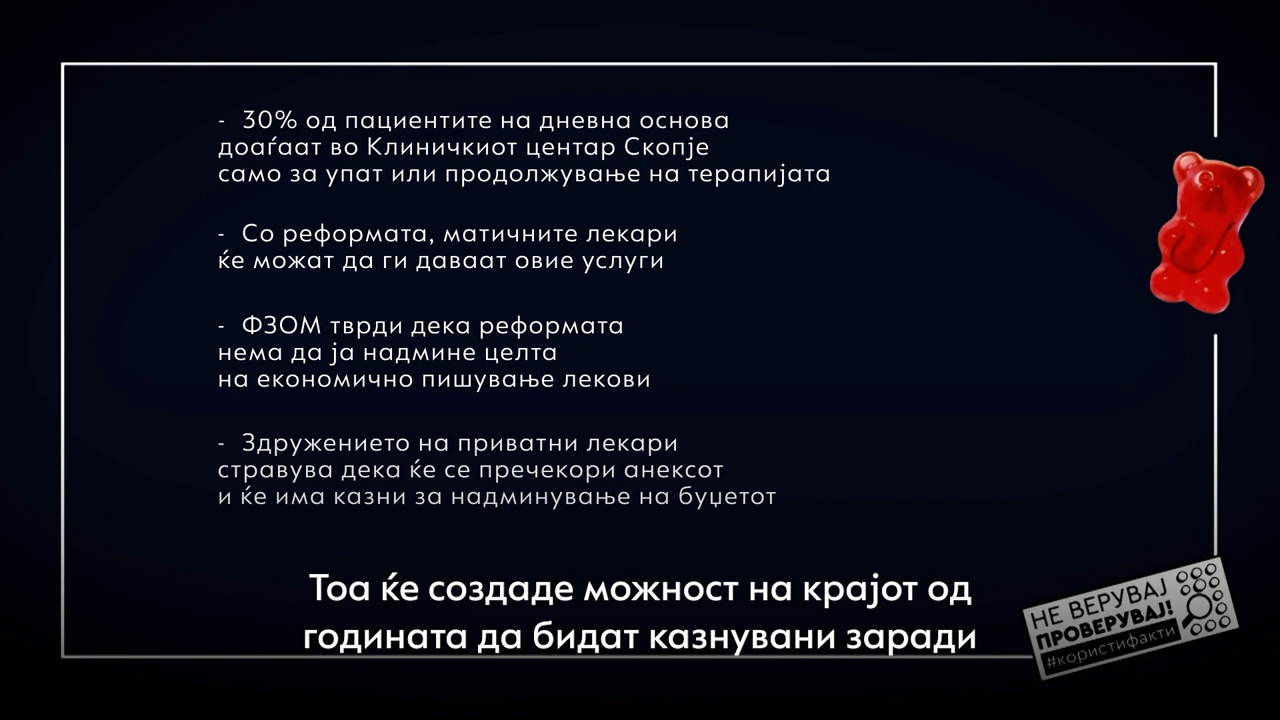 - 30% од пациентите на дневна основа
доаѓаат во Клиничкиот центар Скопје
само за упат или продолжување на терапијата
- Со реформата, матичните лекари
ќе можат да ги даваат овие услуги
- ФЗОМ тврди дека реформата
нема да ја надмине целта
на економично пишување лекови
- Здружението на приватни лекари
стравува дека ќе се пречекори анексот
и ќе има казни за надминување на буџетот
Тоа ќе создаде можност на крајот од
годината да бидат казнувани заради
НЕ ВЕРУВАЈ
ПРОВЕРУВАЈ!
#користифакти